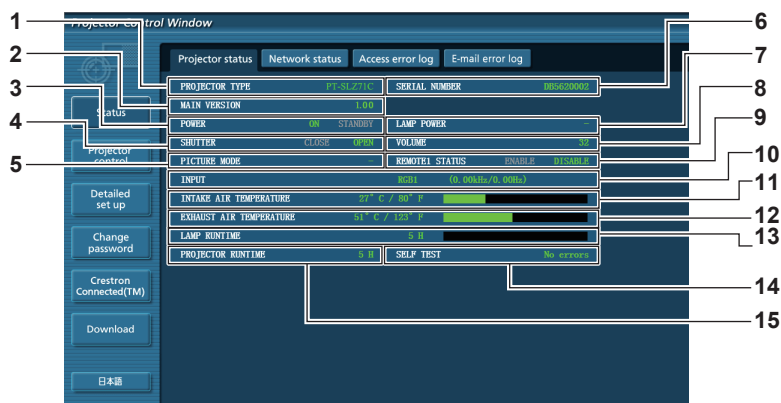 Projector Control Window
Projector status Network status Access error log E-mail error log
PROJECTOR TYPE PT-SLZ71C SERIAL NUMBER DB5620002
MAIN VERSION 1.00
POWER ON STANDBY LAMP POWER -
SHUTTER CLOSE OPEN VOLUME 32
PICTURE MODE - REMOTE1 STATUS ENABLE DISABLE
INPUT RGB1 (0.00kHz/0.00Hz)
INTAKE AIR TEMPERATURE 27° C / 80° F
EXHAUST AIR TEMPERATURE 51° C / 123° F
LAMP RUNTIME 5 H
PROJECTOR RUNTIME 5 H SELF TEST No errors
Status
Projector
control
Detailed
set up
Change
password
Crestron
Connected(TM)
Download
日本語
1
2
3
4
5
6
7
8
9
10
11
12
13
14
15